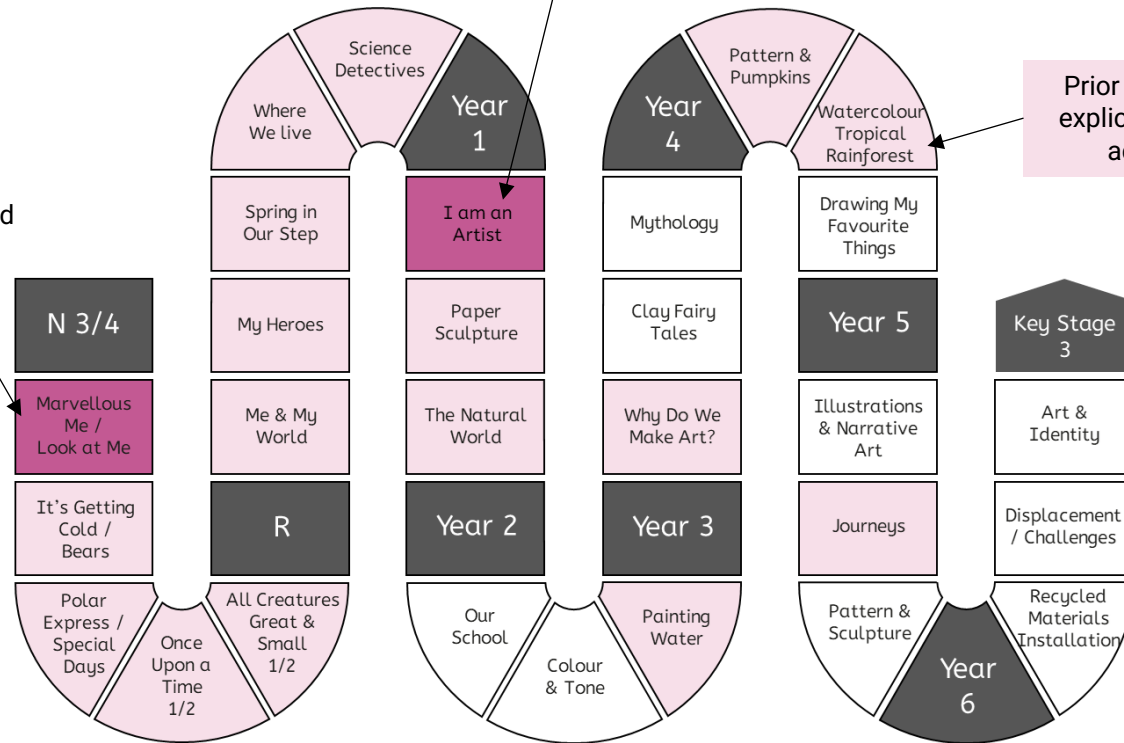 d
N 3/4
Marvellous
Me /
Look at Me
It's Getting
Cold /
Bears
Polar
Express /
Special
Days
Once
Upon a
Time
1/2
All Creatures
Great &
Small
1/2
R
Me & My
World
My Heroes
Spring in
Our Step
Where
We live
Science
Detectives
Year
1
I am an
Artist
Paper
Sculpture
The Natural
World
Year 2
Our
School
Colour
& Tone
Painting
Water
Year 3
Why Do We
Make Art?
Clay Fairy
Tales
Mythology
Year
4
Pattern &
Pumpkins
Watercolour
Tropical
Rainforest
Prior
explic
a
Drawing My
Favourite
Things
Year 5
Illustrations
& Narrative
Art
Journeys
Pattern &
Sculpture
Year
6
Recycled
Materials
Installation
Displacement
/ Challenges
Art &
Identity
Key Stage
3